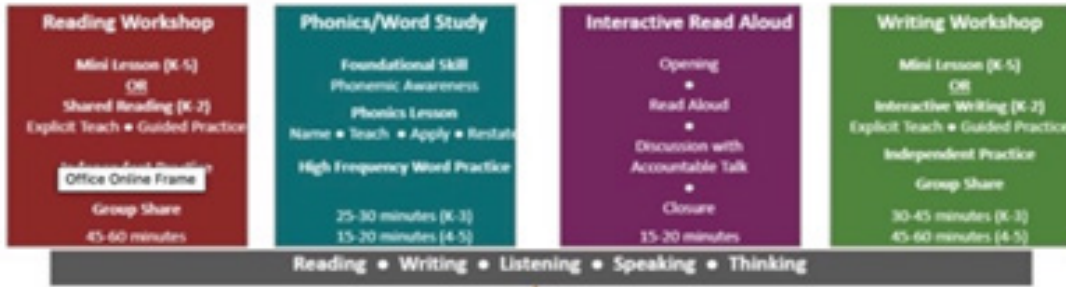 Reading Workshop
Mini Lesson (K-5)
OR
Shared Reading (K-2)
Explicit Teach • Guided Practice
Office Online Frame
Group Share
45-60 minutes
Phonics/Word Study
Foundational Skill
Phonemic Awareness
Phonics Lesson
Name • Teach • Apply • Restate
High Frequency Word Practice
25-30 minutes (K-3)
15-20 minutes (4-5)
Interactive Read Aloud
Opening
•
Read Aloud
•
Discussion with
Accountable Talk
•
Closure
15-20 minutes
Writing Workshop
Mini Lesson (K-5)
OR
Interactive Writing (K-2)
Explicit Teach • Guided Practice
Independent Practice
Group Share
30-45 minutes (K-3)
45-60 minutes (4-5)
Reading • Writing • Listening • Speaking • Thinking